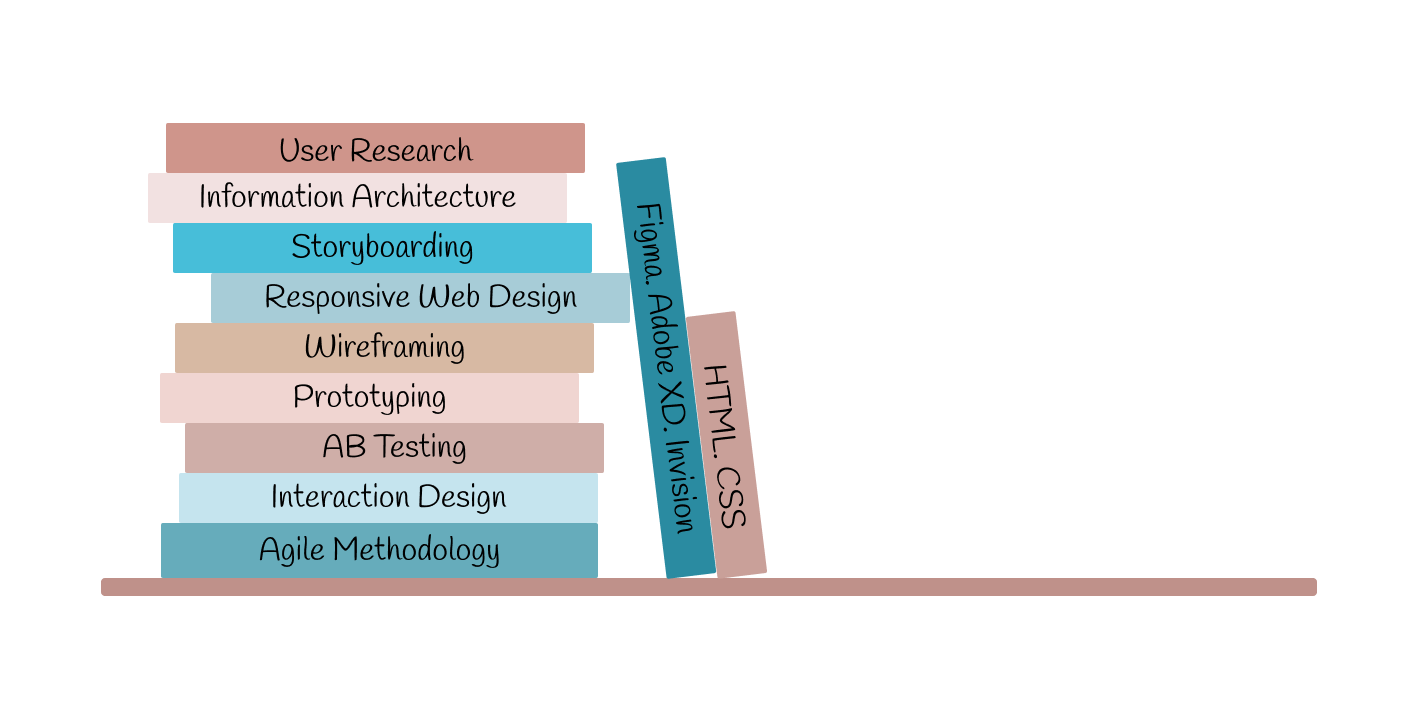 User Research
Information Architecture
Storyboarding
Responsive Web Design
Wireframing
Prototyping
AB Testing
Interaction Design
Agile Methodology
Figma. Adobe XD. Invision
HTML. CSS